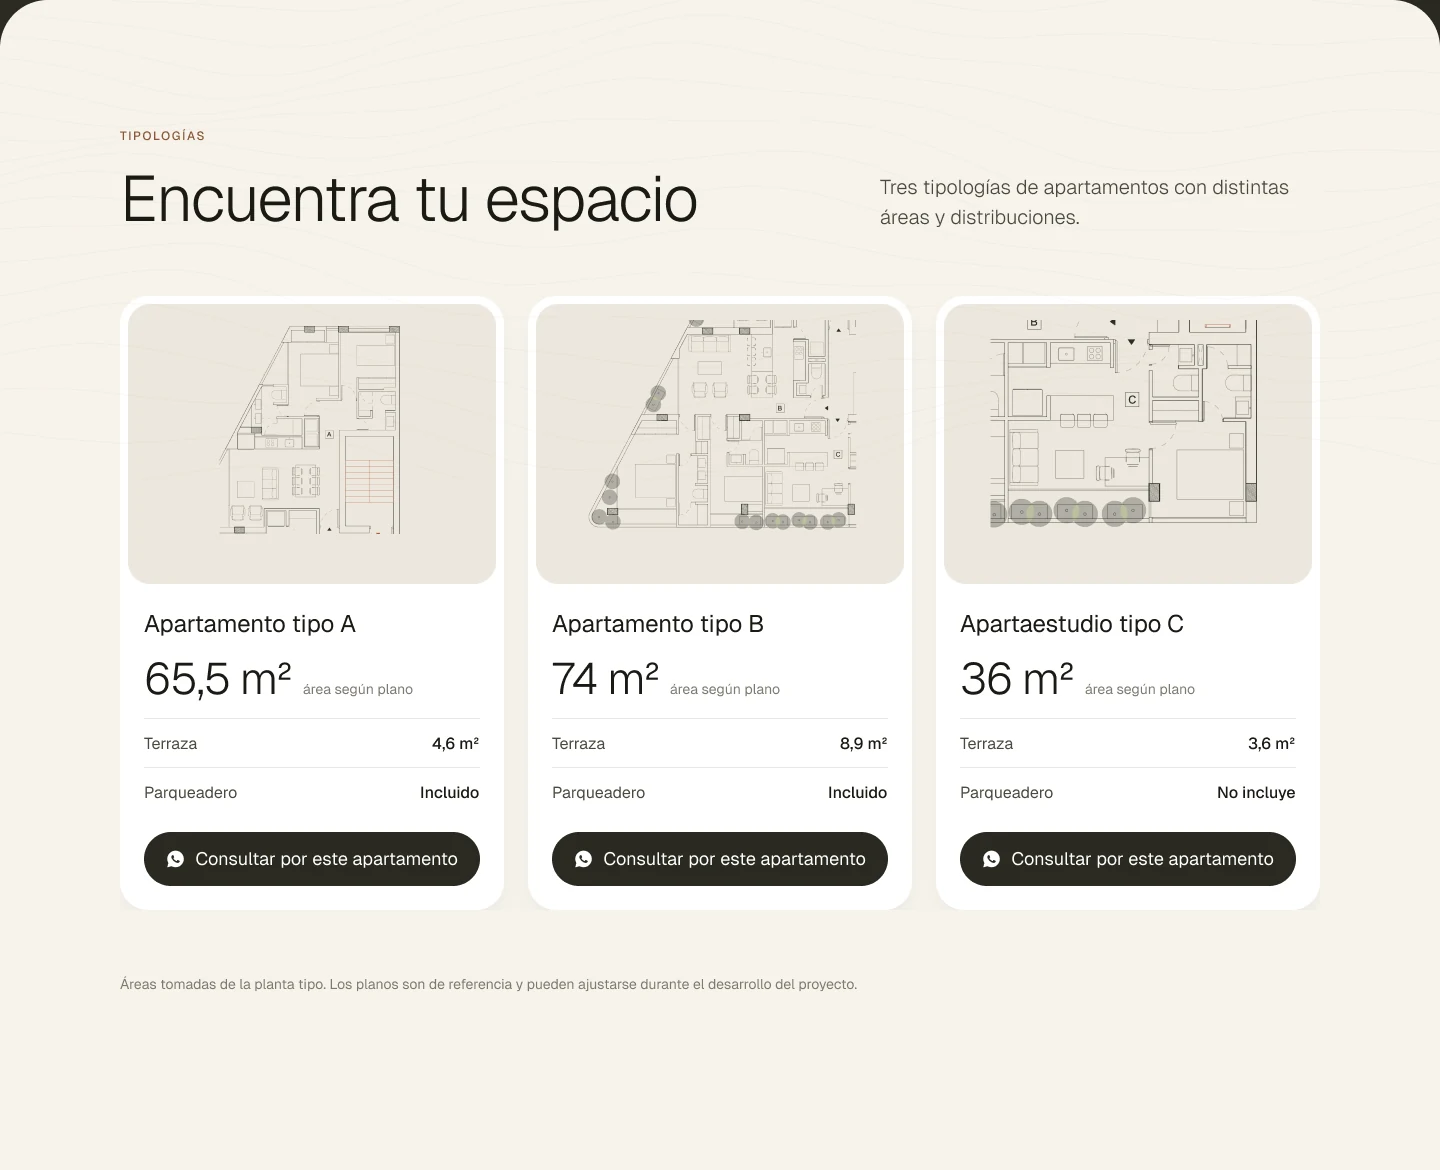 TIPOLOGÍAS
Encuentra tu espacio
Tres tipologías de apartamentos con distintas
áreas y distribuciones.
A
B
C
B
C
Apartamento tipo A
65,5 m² área según plano
Terraza 4,6 m²
Parqueadero Incluido
Consultar por este apartamento
Apartamento tipo B
74 m² área según plano
Terraza 8,9 m²
Parqueadero Incluido
Consultar por este apartamento
Apartaestudio tipo C
36 m² área según plano
Terraza 3,6 m²
Parqueadero No incluye
Consultar por este apartamento
Áreas tomadas de la planta tipo. Los planos son de referencia y pueden ajustarse durante el desarrollo del proyecto.